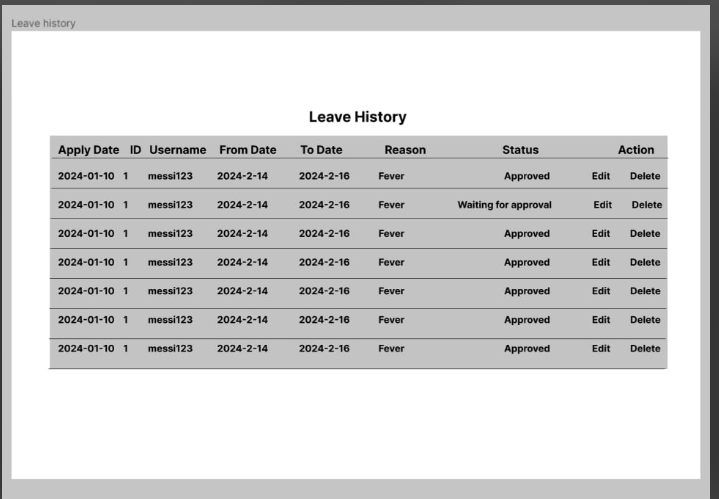 Leave history
Leave History
Apply Date ID Username From Date To Date Reason Status Action
2024-01-10 1 messi123 2024-2-14 2024-2-16 Fever Approved Edit Delete
2024-01-10 1 messi123 2024-2-14 2024-2-16 Fever Waiting for approval Edit Delete
2024-01-10 1 messi123 2024-2-14 2024-2-16 Fever Approved Edit Delete
2024-01-10 1 messi123 2024-2-14 2024-2-16 Fever Approved Edit Delete
2024-01-10 1 messi123 2024-2-14 2024-2-16 Fever Approved Edit Delete
2024-01-10 1 messi123 2024-2-14 2024-2-16 Fever Approved Edit Delete
2024-01-10 1 messi123 2024-2-14 2024-2-16 Fever Approved Edit Delete